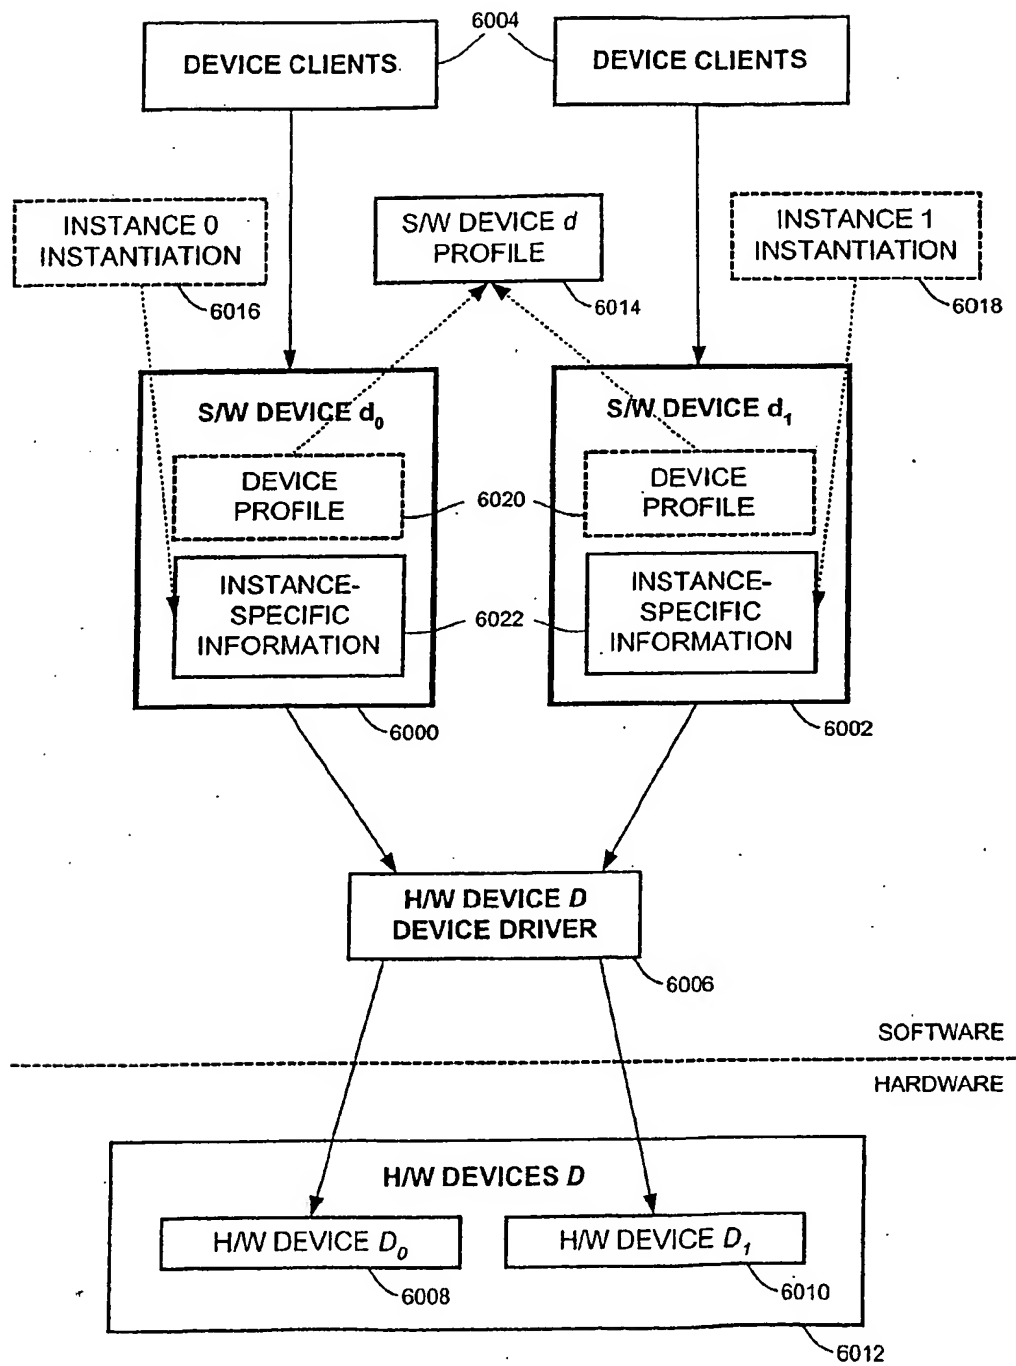 6004
DEVICE CLIENTS
DEVICE CLIENTS
INSTANCE 0
INSTANTIATION
6016
S/W DEVICE d
PROFILE
6014
INSTANCE 1
INSTANTIATION
6018
S/W DEVICE d0
DEVICE
PROFILE
INSTANCE-
SPECIFIC
INFORMATION
6000
6020
6022
S/W DEVICE d1
DEVICE
PROFILE
INSTANCE-
SPECIFIC
INFORMATION
6002
H/W DEVICE D
DEVICE DRIVER
6006
SOFTWARE
HARDWARE
H/W DEVICES D
H/W DEVICE D0
6008
H/W DEVICE D1
6010
6012